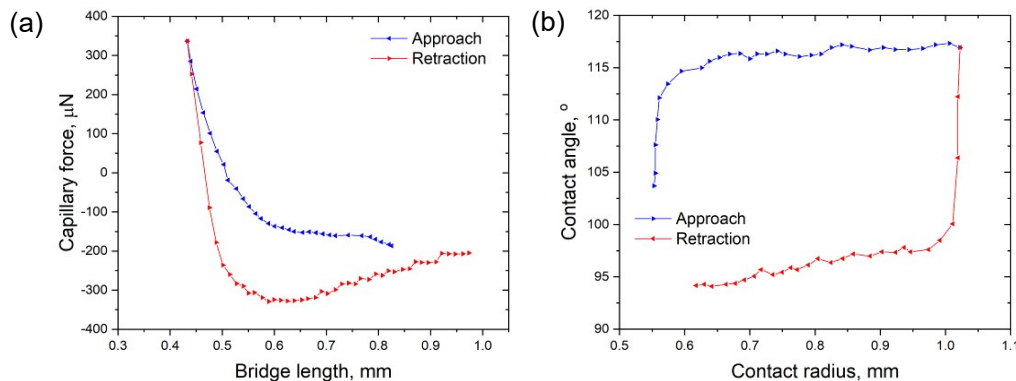 (a)
400
300
200
100
0
-100
-200
-300
-400
Capillary force, μN
Approach
Retraction
0.3 0.4 0.5 0.6 0.7 0.8 0.9 1.0
Bridge length, mm
(b)
120
115
110
105
100
95
90
Contact angle, °
Approach
Retraction
0.5 0.6 0.7 0.8 0.9 1.0 1.1
Contact radius, mm